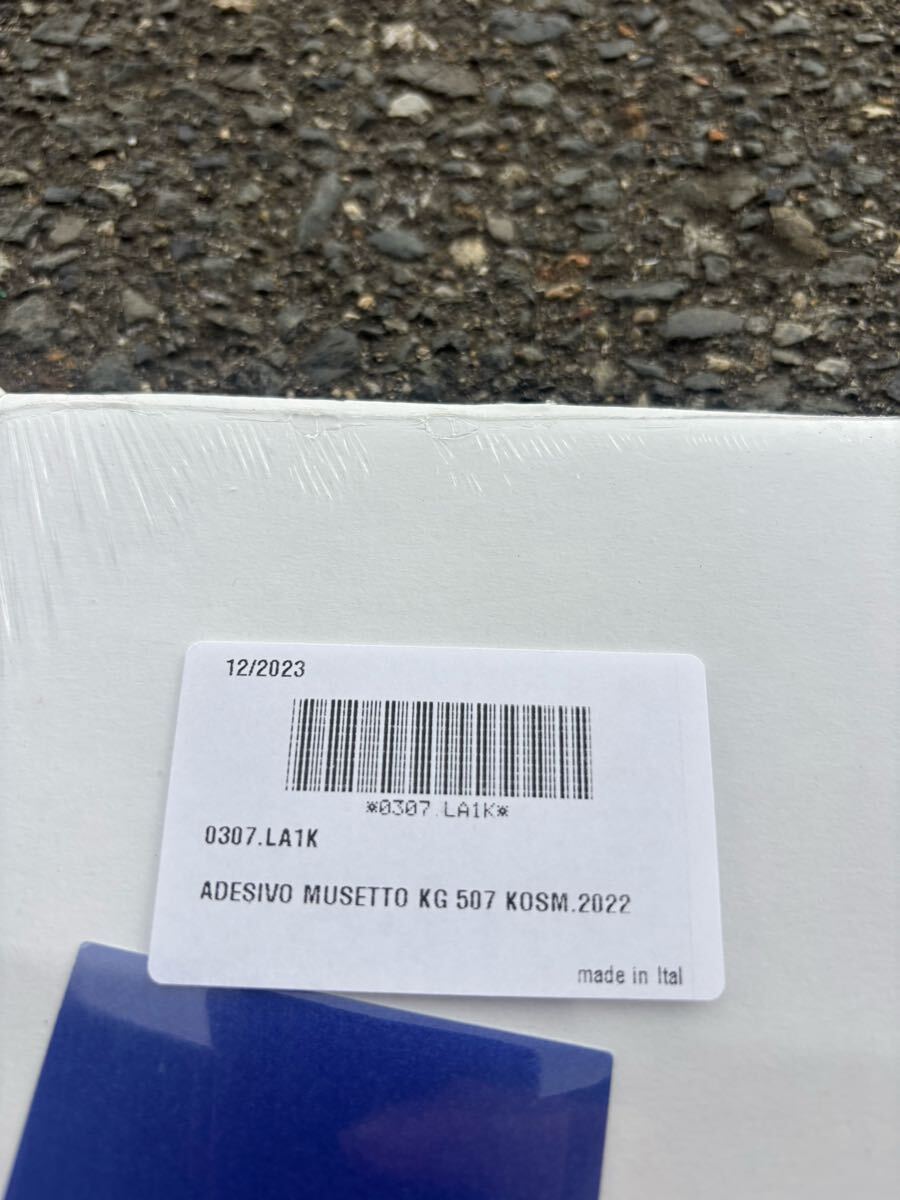 12/2023
*0307.LA1K*
0307.LA1K
ADESIVO MUSETTO KG 507 KOSM.2022
made in Ital